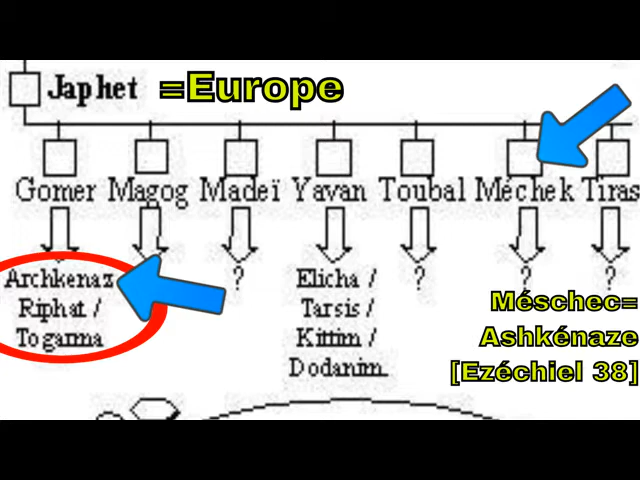 Japhet =Europe
Gomer Magog Madeï Yavan Toubal Méchek Tiras
Archkenaz ? Elicha / ? ? ?
Riphat / Tarsis /
Togarma Kittim /
Dodanim.
Méschec=
Ashkénaze
[Ezéchiel 38]